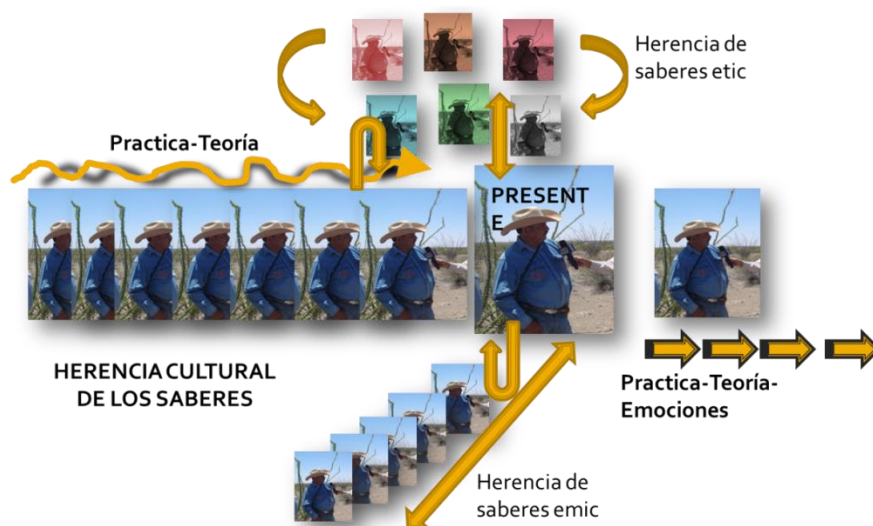 Herencia de
saberes etic
Practica-Teoría
PRESENT
E
HERENCIA CULTURAL
DE LOS SABERES
Practica-Teoría-
Emociones
Herencia de
saberes emic